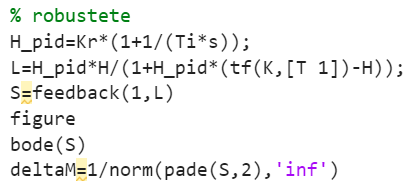 % robustete
H_pid=Kr*(1+1/(Ti*s));
L=H_pid*H/(1+H_pid*(tf(K,[T 1])-H));
S=feedback(1,L)
figure
bode(S)
deltaM=1/norm(pade(S,2),'inf')